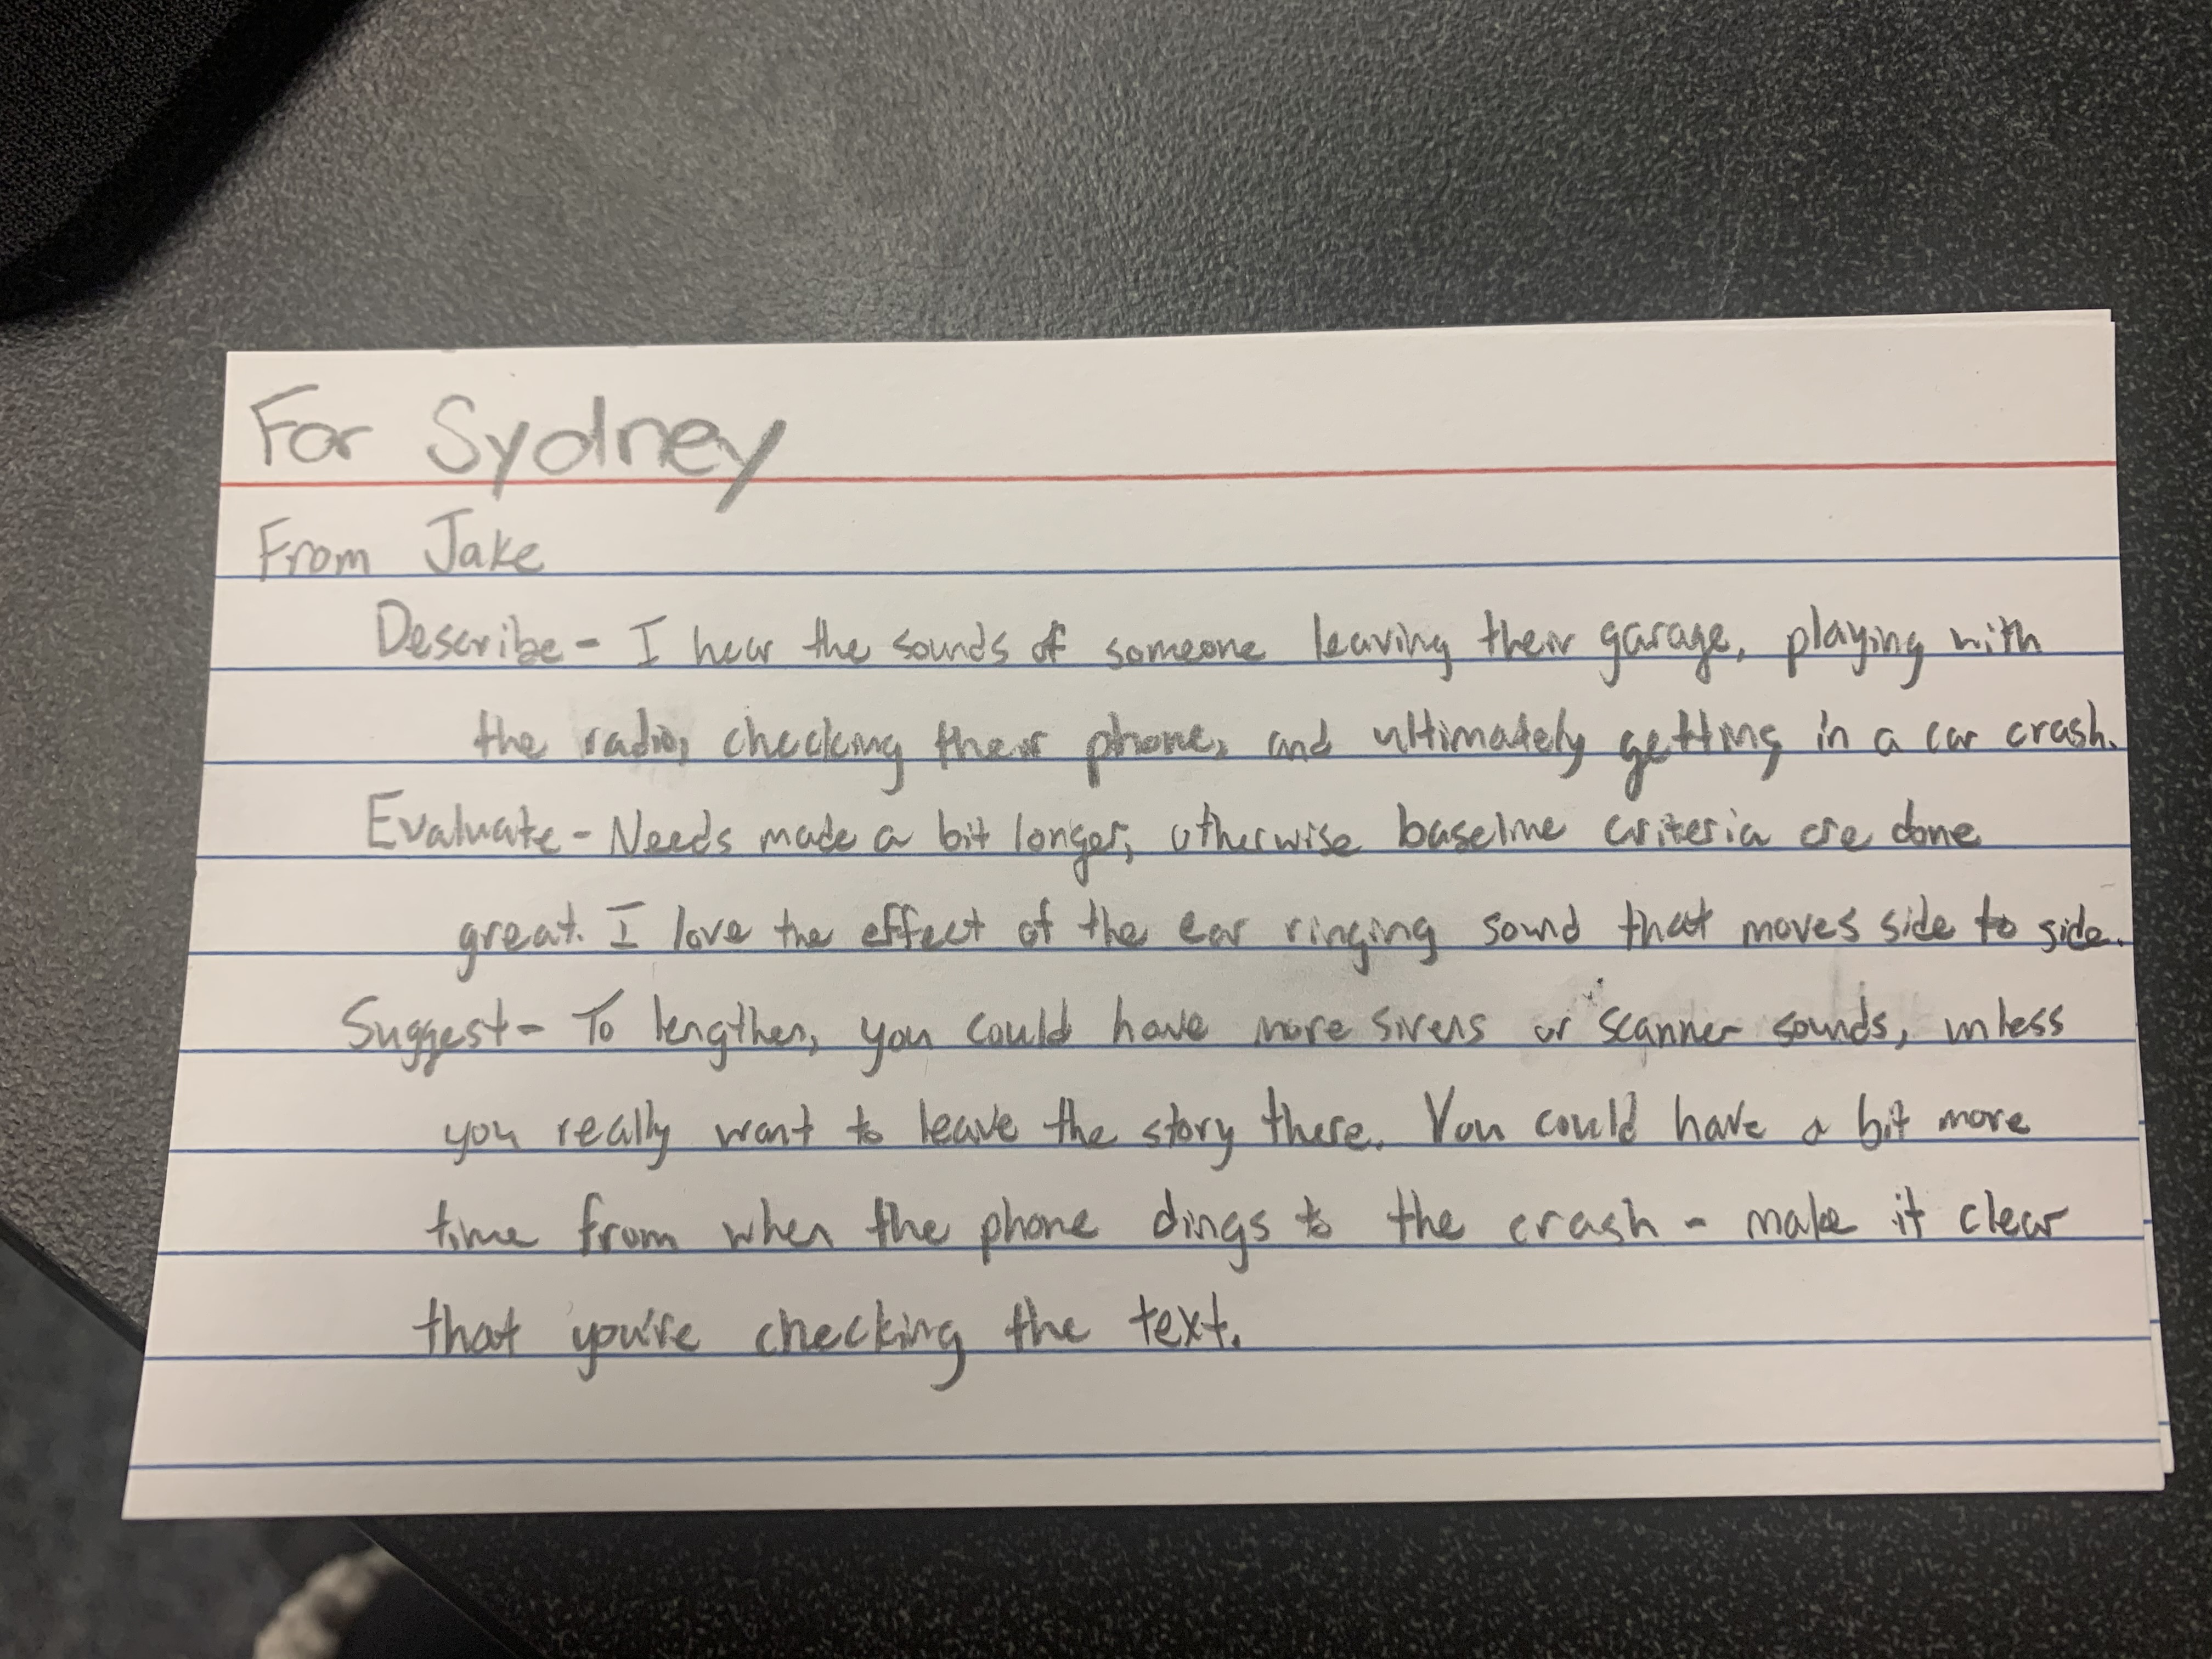 For Sydney
From Jake
Describe - I hear the sounds of someone leaving their garage, playing with
the radio, checking their phone, and ultimately getting in a car crash.
Evaluate - Needs made a bit longer, otherwise baseline criteria are done
great. I love the effect of the ear ringing sound that moves side to side.
Suggest - To lengthen, you could have more sirens or scanner sounds, unless
you really want to leave the story there. You could have a bit more
time from when the phone dings to the crash - make it clear
that you're checking the text.